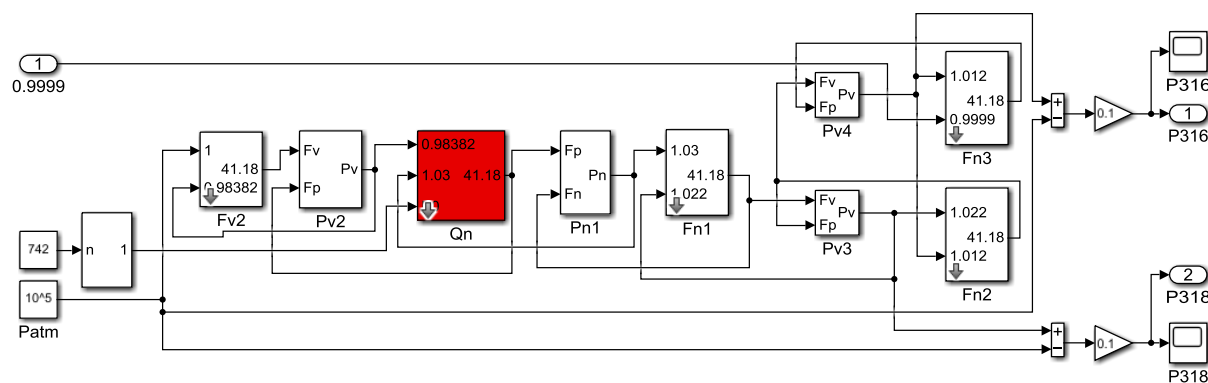 1
0.9999
Fv
Fp
Pv
Pv4
1.012
41.18
0.9999
Fn3
+
−
0.1
P316
1
P316
1
41.18
0.98382
Fv2
Fv
Fp
Pv
Pv2
0.98382
1.03
41.18
Qn
Fp
Fn
Pn
Pn1
1.03
41.18
1.022
Fn1
Fv
Fp
Pv
Pv3
1.022
41.18
1.012
Fn2
742
n
1
10^5
Patm
2
P318
+
−
0.1
P318